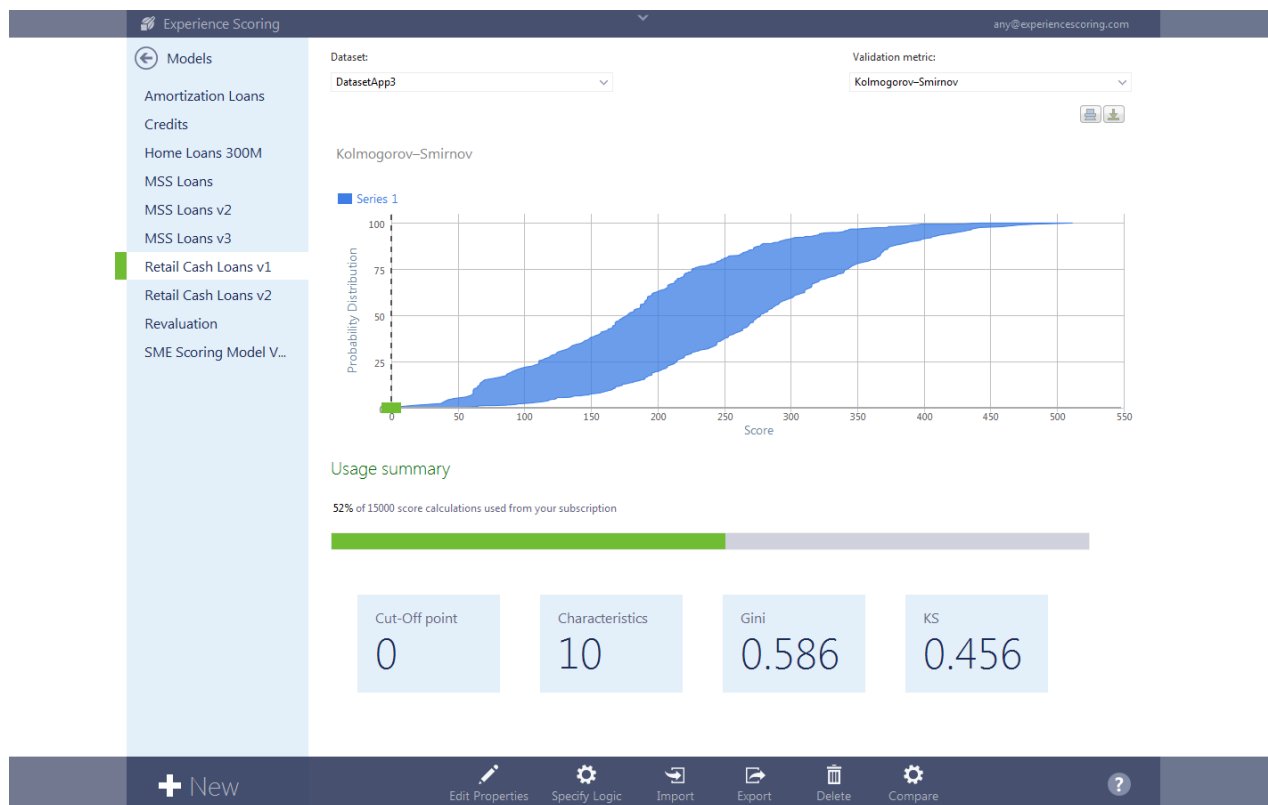 Experience Scoring
any@experiencescoring.com
Models
Amortization Loans
Credits
Home Loans 300M
MSS Loans
MSS Loans v2
MSS Loans v3
Retail Cash Loans v1
Retail Cash Loans v2
Revaluation
SME Scoring Model V...
Dataset:
DatasetApp3
Validation metric:
Kolmogorov–Smirnov
Kolmogorov–Smirnov
Series 1
Probability Distribution
100
75
50
25
0
0 50 100 150 200 250 300 350 400 450 500 550
Score
Usage summary
52% of 15000 score calculations used from your subscription
Cut-Off point
0
Characteristics
10
Gini
0.586
KS
0.456
New
Edit Properties
Specify Logic
Import
Export
Delete
Compare
?